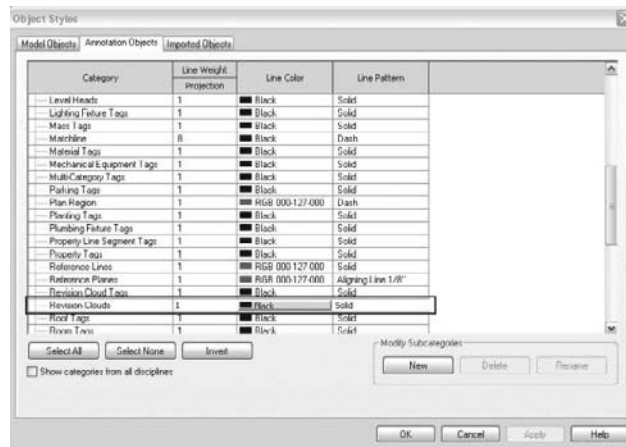 Object Styles
Model Objects Annotation Objects Imported Objects
Category Line Weight Line Color Line Pattern
Projection
Level Heads 1 Black Solid
Lighting Fixture Tags 1 Black Solid
Mass Tags 1 Black Solid
Matchline 8 Black Dash
Material Tags 1 Black Solid
Mechanical Equipment Tags 1 Black Solid
Multi-Category Tags 1 Black Solid
Parking Tags 1 Black Solid
Plan Region 1 RGB 000-127-000 Dash
Planting Tags 1 Black Solid
Plumbing Fixture Tags 1 Black Solid
Property Line Segment Tags 1 Black Solid
Property Tags 1 Black Solid
Reference Lines 1 RGB 000-127-000 Solid
Reference Planes 1 RGB 000-127-000 Aligning Line 1/8"
Revision Cloud Tags 1 Black Solid
Revision Clouds 1 Black Solid
Roof Tags 1 Black Solid
Room Tags 1 Black Solid
Select All Select None Invert
Modify Subcategories
New Delete Rename
Show categories from all disciplines
OK Cancel Apply Help